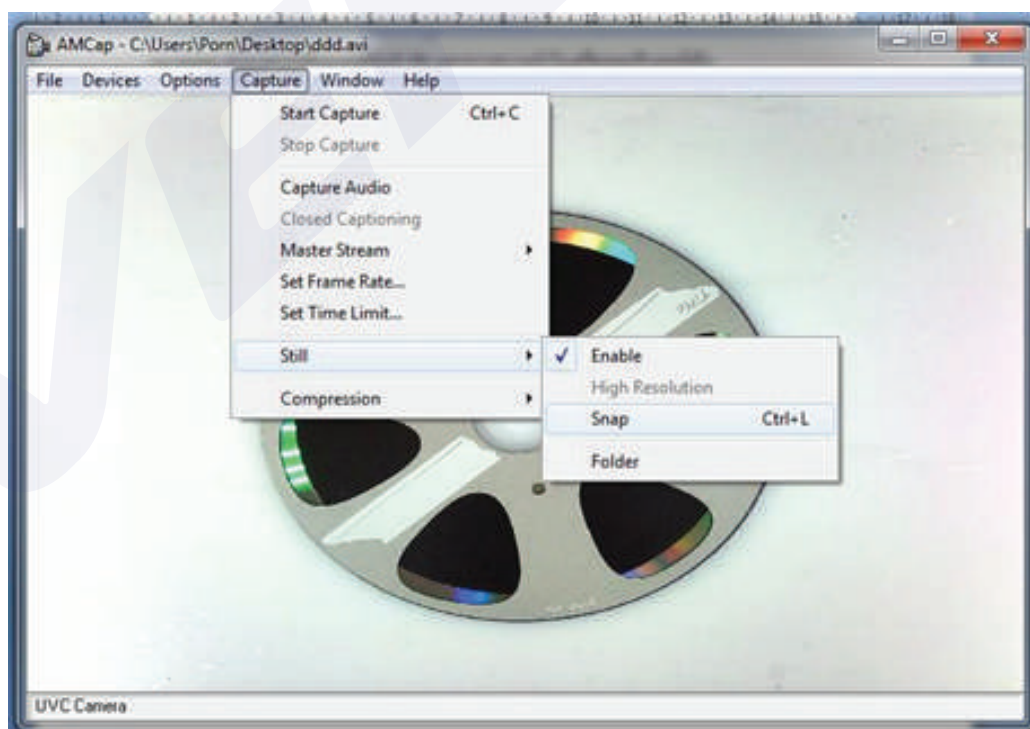 AMCap - C:\Users\Porn\Desktop\ddd.avi
File Devices Options Capture Window Help
Start Capture Ctrl+C
Stop Capture
Capture Audio
Closed Captioning
Master Stream
Set Frame Rate...
Set Time Limit...
Still
Compression
Enable
High Resolution
Snap Ctrl+L
Folder
Title
UVC Camera